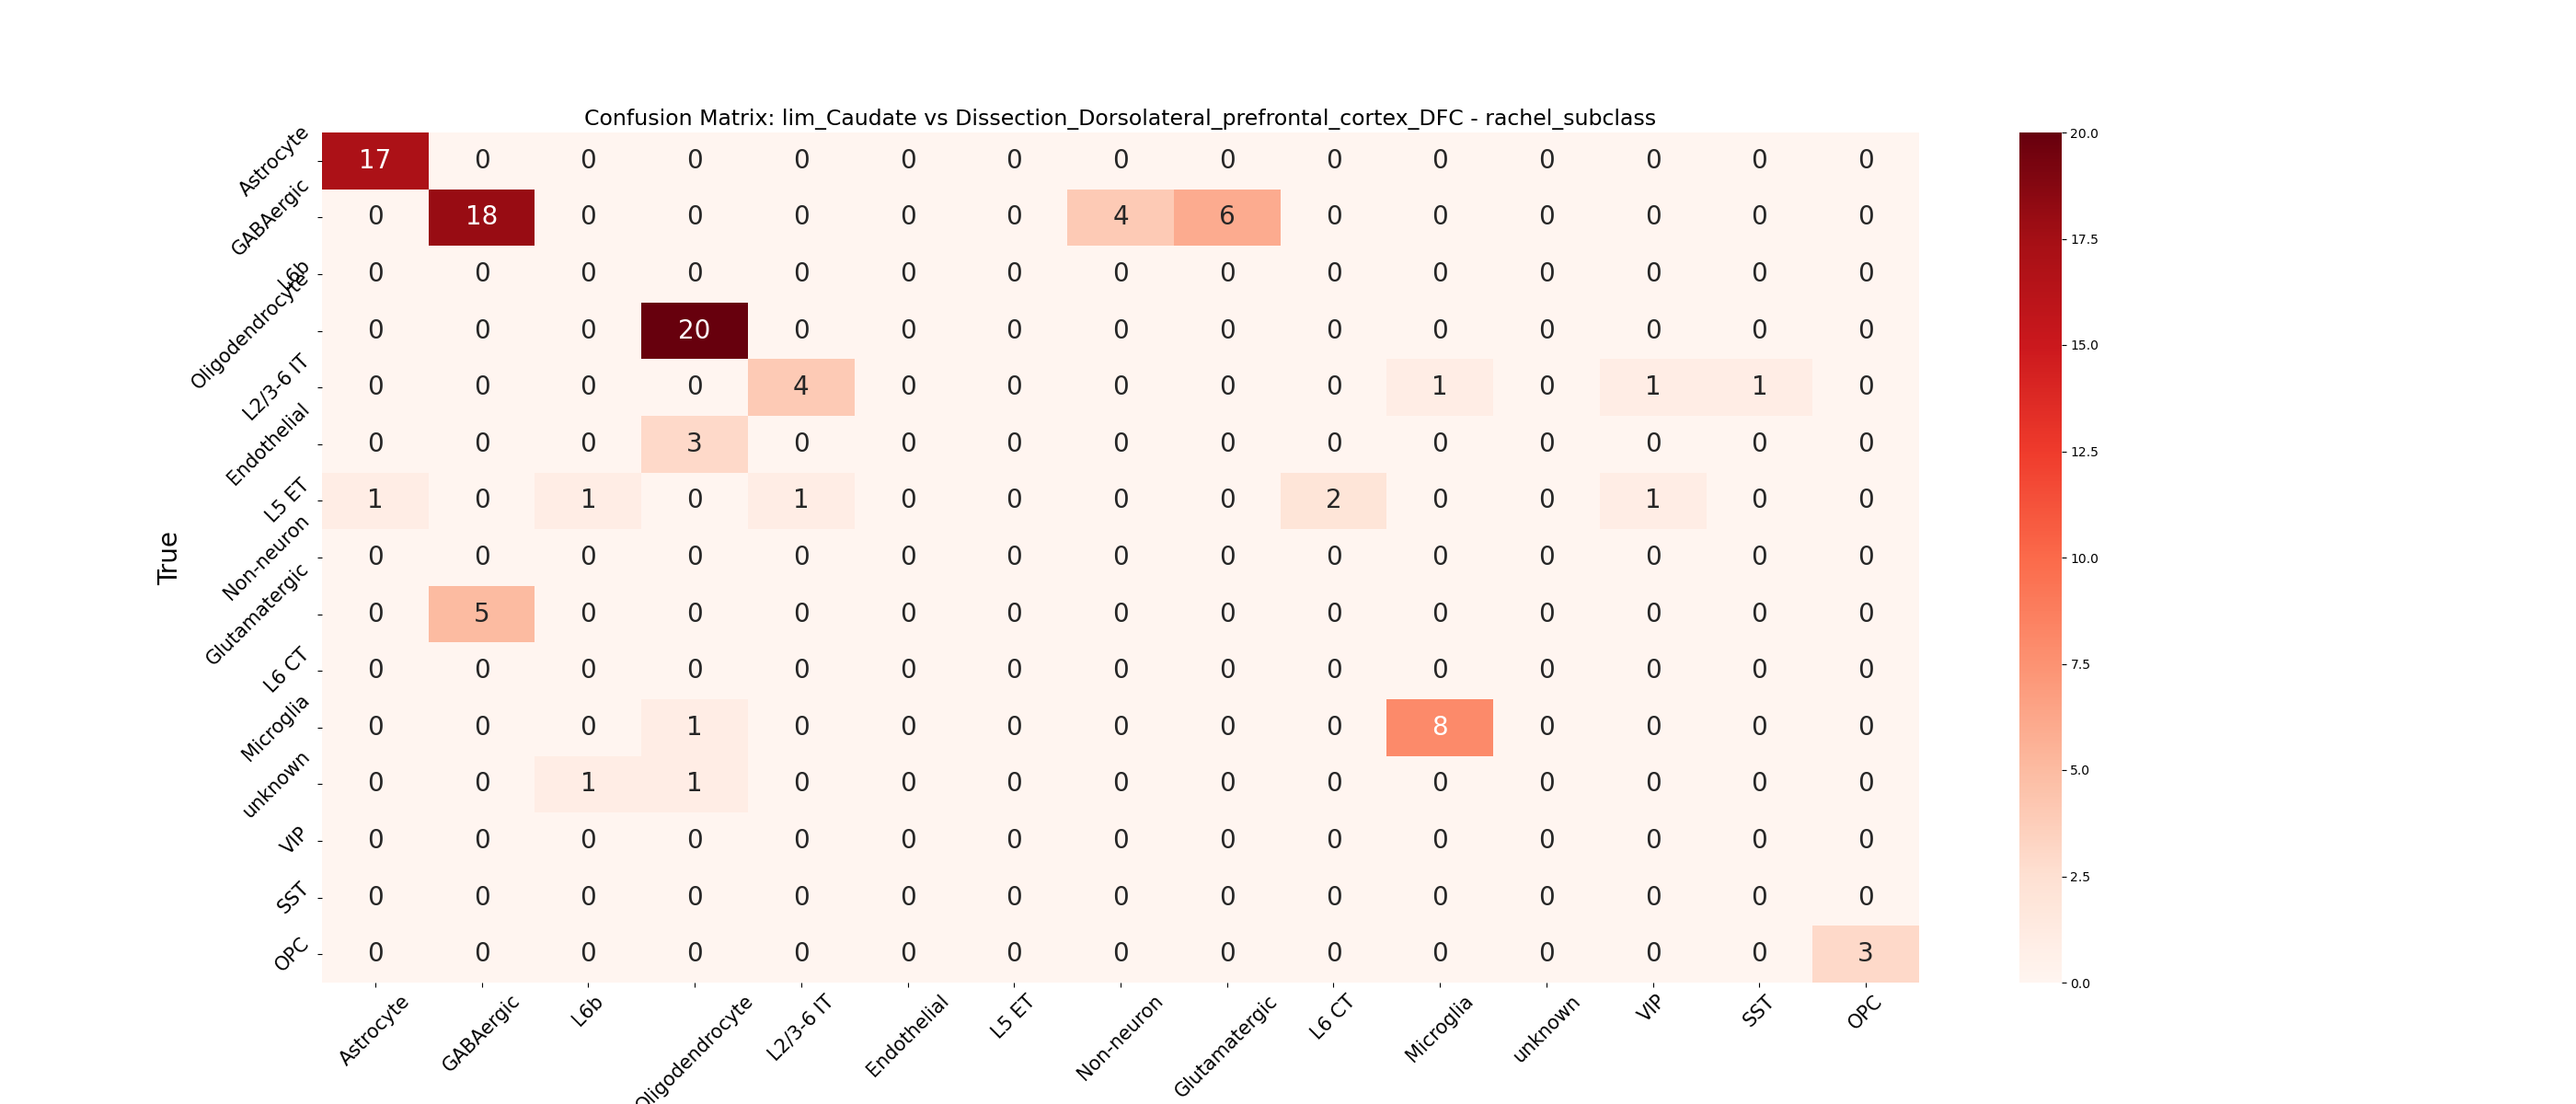 Confusion Matrix: lim_Caudate vs Dissection_Dorsolateral_prefrontal_cortex_DFC - rachel_subclass
Astrocyte 17 0 0 0 0 0 0 0 0 0 0 0 0 0 0
GABAergic 0 18 0 0 0 0 0 4 6 0 0 0 0 0 0
L6b 0 0 0 0 0 0 0 0 0 0 0 0 0 0 0
Oligodendrocyte 0 0 0 20 0 0 0 0 0 0 0 0 0 0 0
L2/3-6 IT 0 0 0 0 4 0 0 0 0 0 1 0 1 1 0
Endothelial 0 0 0 3 0 0 0 0 0 0 0 0 0 0 0
L5 ET 1 0 1 0 1 0 0 0 0 2 0 0 1 0 0
Non-neuron 0 0 0 0 0 0 0 0 0 0 0 0 0 0 0
Glutamatergic 0 5 0 0 0 0 0 0 0 0 0 0 0 0 0
L6 CT 0 0 0 0 0 0 0 0 0 0 0 0 0 0 0
Microglia 0 0 0 1 0 0 0 0 0 0 8 0 0 0 0
unknown 0 0 1 1 0 0 0 0 0 0 0 0 0 0 0
VIP 0 0 0 0 0 0 0 0 0 0 0 0 0 0 0
SST 0 0 0 0 0 0 0 0 0 0 0 0 0 0 0
OPC 0 0 0 0 0 0 0 0 0 0 0 0 0 0 3
True
Astrocyte GABAergic L6b Oligodendrocyte L2/3-6 IT Endothelial L5 ET Non-neuron Glutamatergic L6 CT Microglia unknown VIP SST OPC
20.0
17.5
15.0
12.5
10.0
7.5
5.0
2.5
0.0